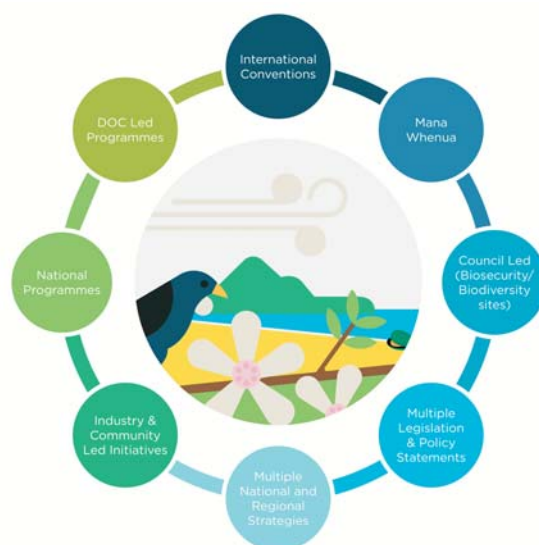 International
Conventions
Mana
Whenua
Council Led
(Biosecurity/
Biodiversity
sites)
Multiple
Legislation
& Policy
Statements
Multiple
National and
Regional
Strategies
Industry &
Community
Led Initiatives
National
Programmes
DOC Led
Programmes